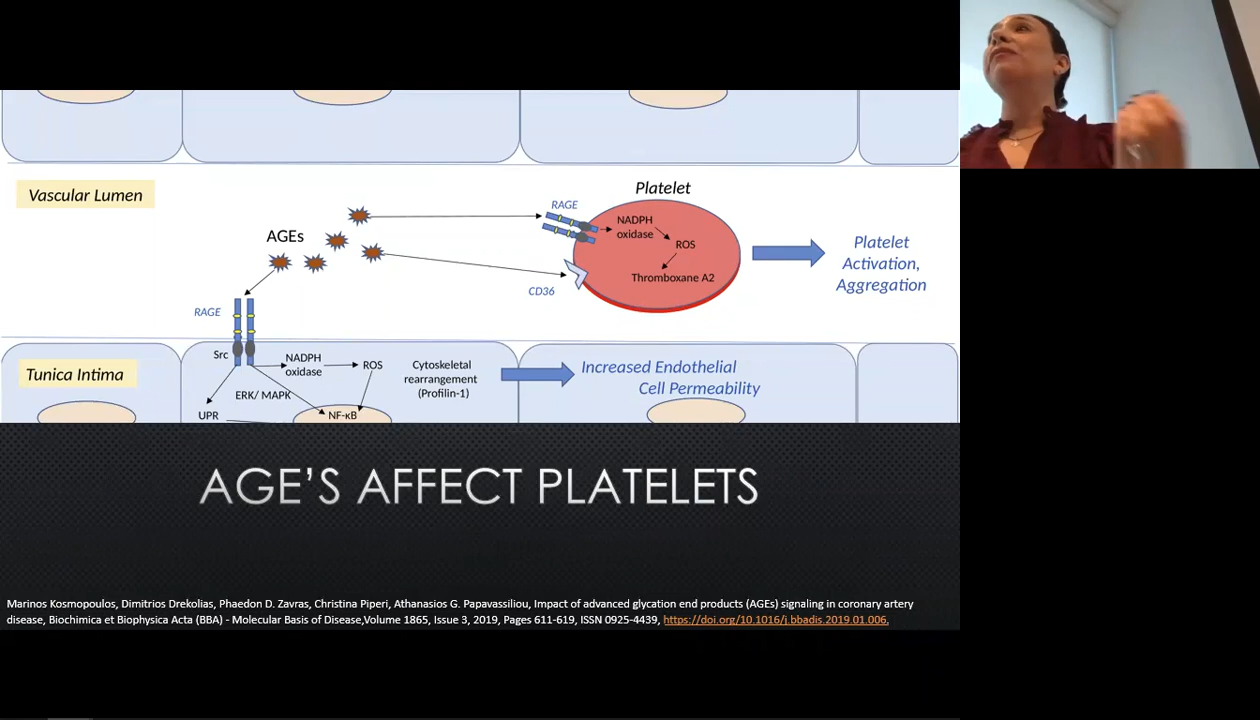 Vascular Lumen
AGEs
RAGE
Platelet
RAGE
NADPH
oxidase
ROS
Thromboxane A2
CD36
Platelet
Activation,
Aggregation
Tunica Intima
Src
NADPH
oxidase
ROS
ERK/ MAPK
UPR
NF-κB
Cytoskeletal
rearrangement
(Profilin-1)
Increased Endothelial
Cell Permeability
AGE’S AFFECT PLATELETS
Marinos Kosmopoulos, Dimitrios Drekolias, Phaedon D. Zavras, Christina Piperi, Athanasios G. Papavassiliou, Impact of advanced glycation end products (AGEs) signaling in coronary artery
disease, Biochimica et Biophysica Acta (BBA) - Molecular Basis of Disease,Volume 1865, Issue 3, 2019, Pages 611-619, ISSN 0925-4439, https://doi.org/10.1016/j.bbadis.2019.01.006.